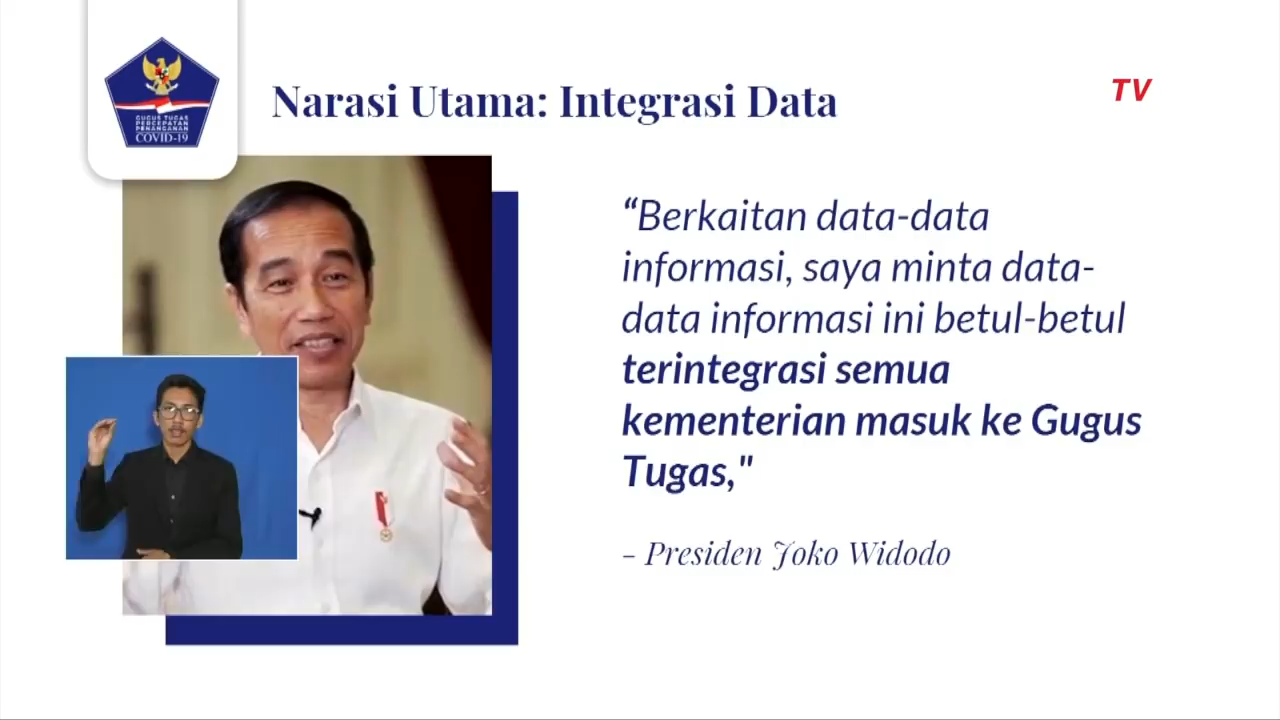 GUGUS TUGAS
PERCEPATAN
PENANGANAN
COVID-19
Narasi Utama: Integrasi Data
TV
“Berkaitan data-data
informasi, saya minta data-
data informasi ini betul-betul
terintegrasi semua
kementerian masuk ke Gugus
Tugas,"
– Presiden Joko Widodo